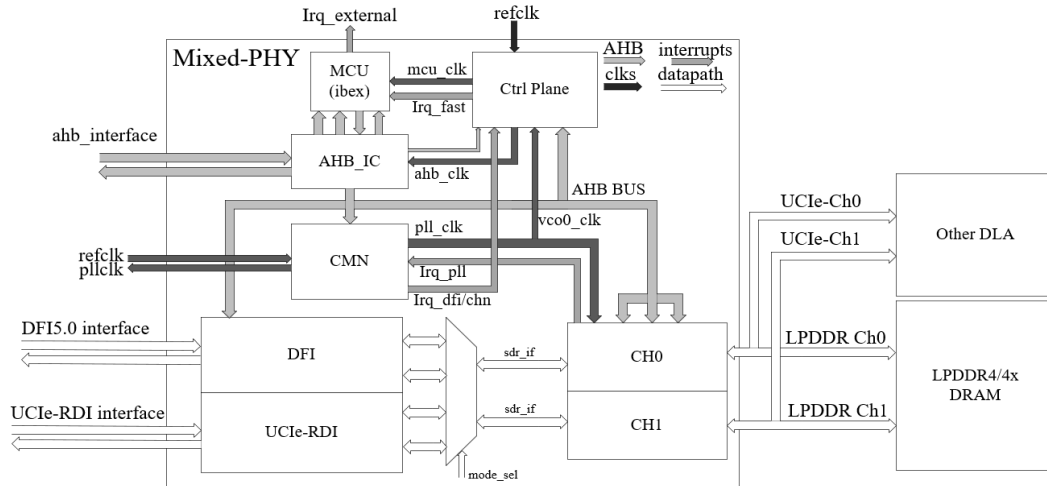 Irq_external
refclk
Mixed-PHY
MCU
(ibex)
mcu_clk
Irq_fast
Ctrl Plane
AHB
interrupts
clks
datapath
ahb_interface
AHB_IC
ahb_clk
AHB BUS
vco0_clk
pll_clk
CMN
refclk
pllclk
Irq_pll
Irq_dfi/chn
UCIe-Ch0
UCIe-Ch1
Other DLA
DFI5.0 interface
DFI
sdr_if
CH0
LPDDR Ch0
LPDDR4/4x
DRAM
UCIe-RDI interface
UCIe-RDI
sdr_if
CH1
LPDDR Ch1
mode_sel